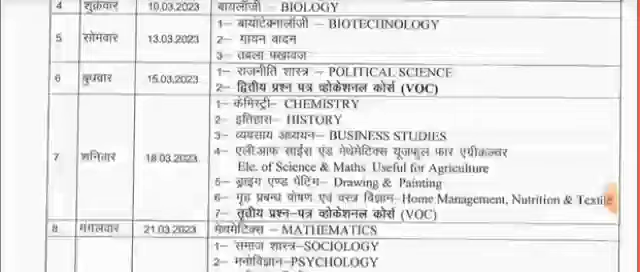 4 शुक्रवार 10.03.2023 बायलॉजी – BIOLOGY
5 सोमवार 13.03.2023 1– बायोटेक्नालॉजी – BIOTECHNOLOGY
2– गायन वादन
3– तबला पखावज
6 बुधवार 15.03.2023 1– राजनीति शास्त्र – POLITICAL SCIENCE
2– द्वितीय प्रश्न पत्र व्होकेशनल कोर्स (VOC)
7 शनिवार 18.03.2023 1– केमिस्ट्री– CHEMISTRY
2– इतिहास– HISTORY
3– व्यवसाय अध्ययन– BUSINESS STUDIES
4– एली.आफ साईंस एंड मेथेमेटिक्स यूजफुल फार एग्रीकल्चर
Ele. of Science & Maths Useful for Agriculture
5– ड्राइग एण्ड पेंटिंग– Drawing & Painting
6– गृह प्रबन्ध पोषण एवं वस्त्र विज्ञान–Home Management, Nutrition & Textile
7– तृतीय प्रश्न–पत्र व्होकेशनल कोर्स (VOC)
8 मंगलवार 21.03.2023 मेथमेटिक्स – MATHEMATICS
1– समाज शास्त्र–SOCIOLOGY
2– मनोविज्ञान–PSYCHOLOGY